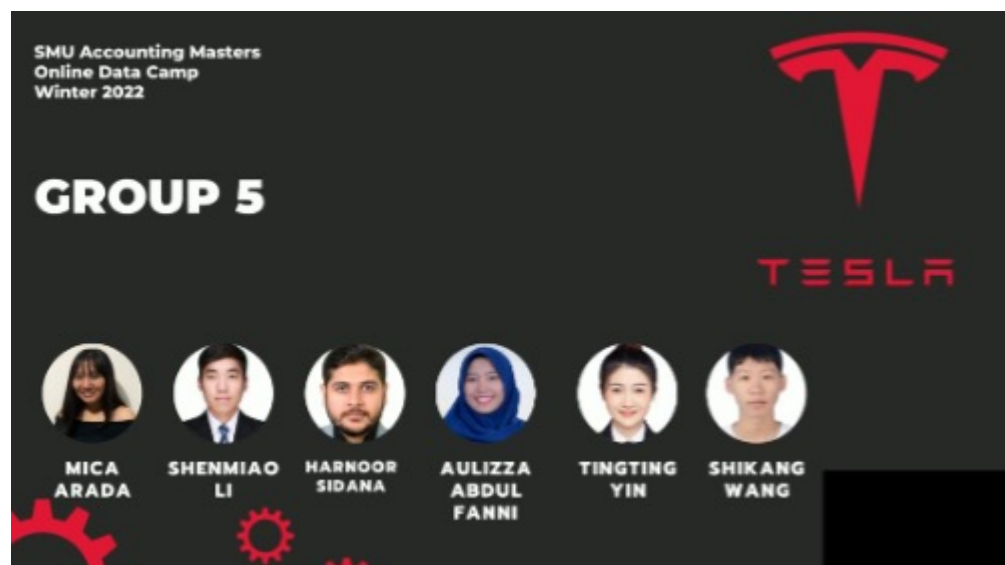 SMU Accounting Masters
Online Data Camp
Winter 2022
GROUP 5
TESLA
MICA
ARADA
SHENMIAO
LI
HARNOOR
SIDANA
AULIZZA
ABDUL
FANNI
TINGTING
YIN
SHIKANG
WANG